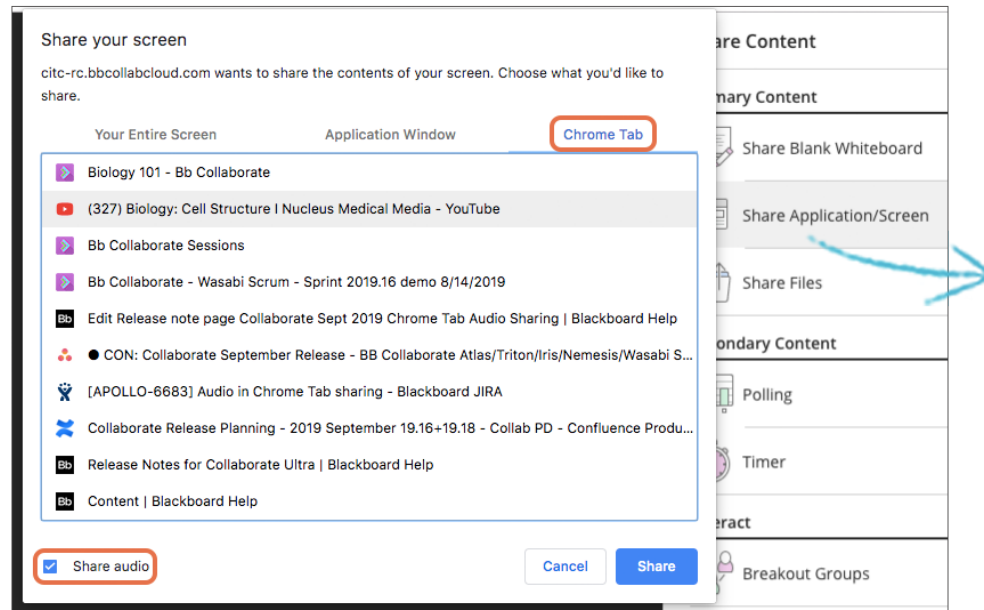 Share your screen
citc-rc.bbcollabcloud.com wants to share the contents of your screen. Choose what you'd like to
share.
Your Entire Screen
Application Window
Chrome Tab
Biology 101 - Bb Collaborate
(327) Biology: Cell Structure I Nucleus Medical Media - YouTube
Bb Collaborate Sessions
Bb Collaborate - Wasabi Scrum - Sprint 2019.16 demo 8/14/2019
Bb Edit Release note page Collaborate Sept 2019 Chrome Tab Audio Sharing | Blackboard Help
● CON: Collaborate September Release - BB Collaborate Atlas/Triton/Iris/Nemesis/Wasabi S...
[APOLLO-6683] Audio in Chrome Tab sharing - Blackboard JIRA
Collaborate Release Planning - 2019 September 19.16+19.18 - Collab PD - Confluence Produ...
Bb Release Notes for Collaborate Ultra | Blackboard Help
Bb Content | Blackboard Help
Share audio
Cancel
Share
are Content
mary Content
Share Blank Whiteboard
Share Application/Screen
Share Files
ondary Content
Polling
Timer
eract
Breakout Groups